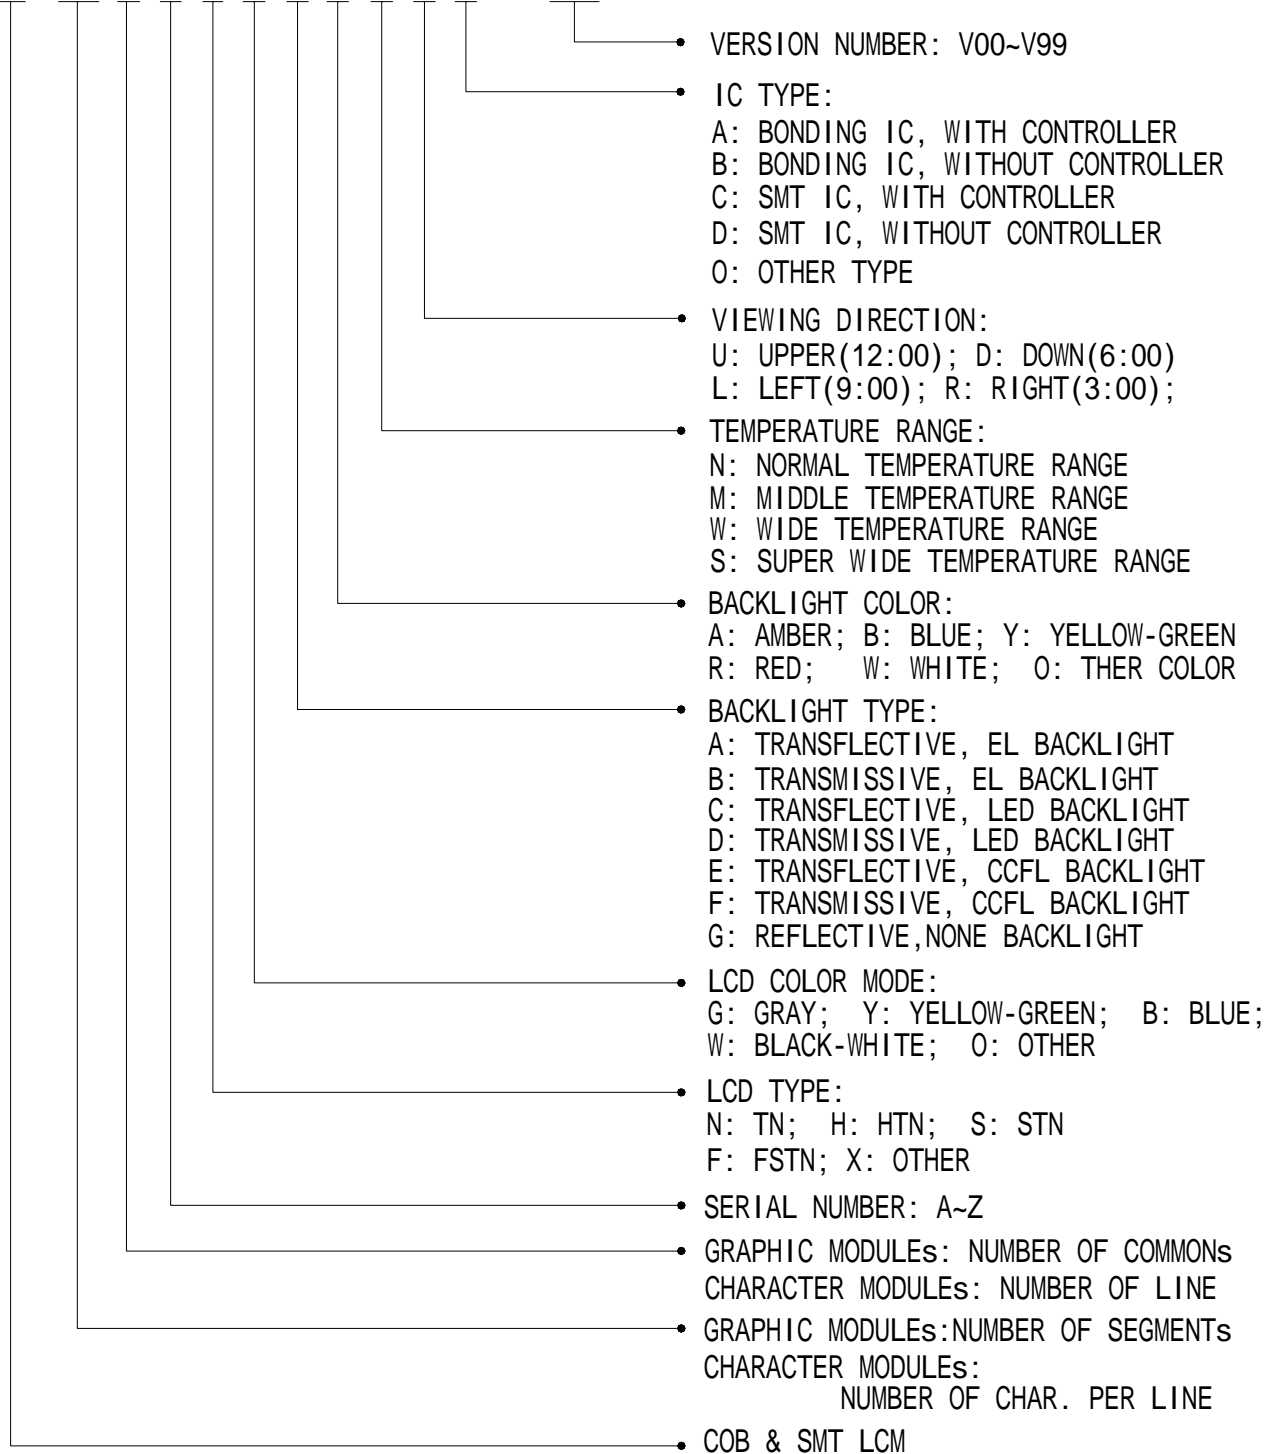 VERSION NUMBER: V00~V99
IC TYPE:
A: BONDING IC, WITH CONTROLLER
B: BONDING IC, WITHOUT CONTROLLER
C: SMT IC, WITH CONTROLLER
D: SMT IC, WITHOUT CONTROLLER
O: OTHER TYPE
VIEWING DIRECTION:
U: UPPER(12:00); D: DOWN(6:00)
L: LEFT(9:00); R: RIGHT(3:00);
TEMPERATURE RANGE:
N: NORMAL TEMPERATURE RANGE
M: MIDDLE TEMPERATURE RANGE
W: WIDE TEMPERATURE RANGE
S: SUPER WIDE TEMPERATURE RANGE
BACKLIGHT COLOR:
A: AMBER; B: BLUE; Y: YELLOW-GREEN
R: RED; W: WHITE; O: THER COLOR
BACKLIGHT TYPE:
A: TRANSFLECTIVE, EL BACKLIGHT
B: TRANSMISSIVE, EL BACKLIGHT
C: TRANSFLECTIVE, LED BACKLIGHT
D: TRANSMISSIVE, LED BACKLIGHT
E: TRANSFLECTIVE, CCFL BACKLIGHT
F: TRANSMISSIVE, CCFL BACKLIGHT
G: REFLECTIVE,NONE BACKLIGHT
LCD COLOR MODE:
G: GRAY; Y: YELLOW-GREEN; B: BLUE;
W: BLACK-WHITE; O: OTHER
LCD TYPE:
N: TN; H: HTN; S: STN
F: FSTN; X: OTHER
SERIAL NUMBER: A~Z
GRAPHIC MODULEs: NUMBER OF COMMONs
CHARACTER MODULEs: NUMBER OF LINE
GRAPHIC MODULEs:NUMBER OF SEGMENTs
CHARACTER MODULEs:
NUMBER OF CHAR. PER LINE
COB & SMT LCM